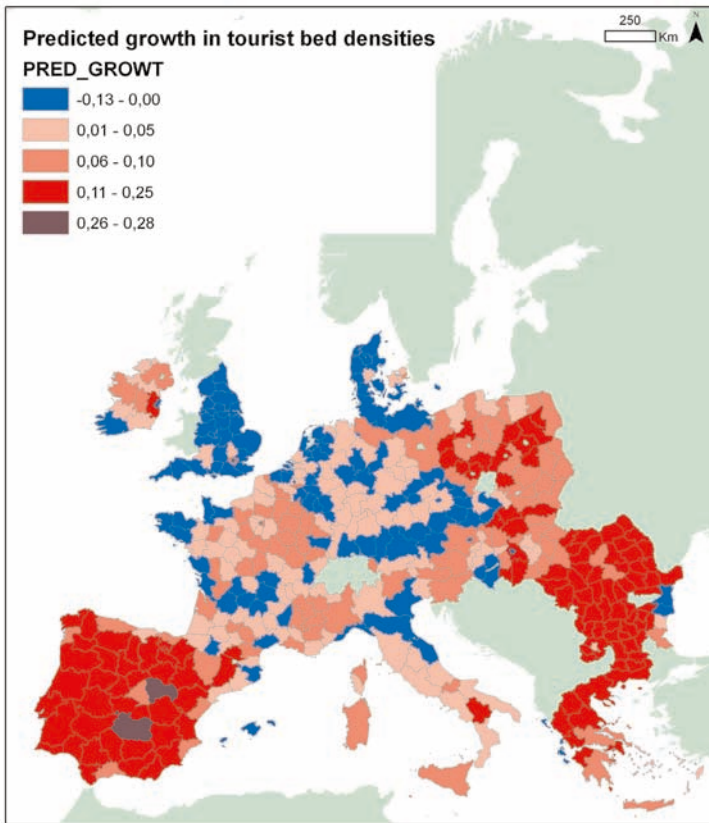 Predicted growth in tourist bed densities
PRED_GROWT
-0,13 - 0,00
0,01 - 0,05
0,06 - 0,10
0,11 - 0,25
0,26 - 0,28
250
Km
N